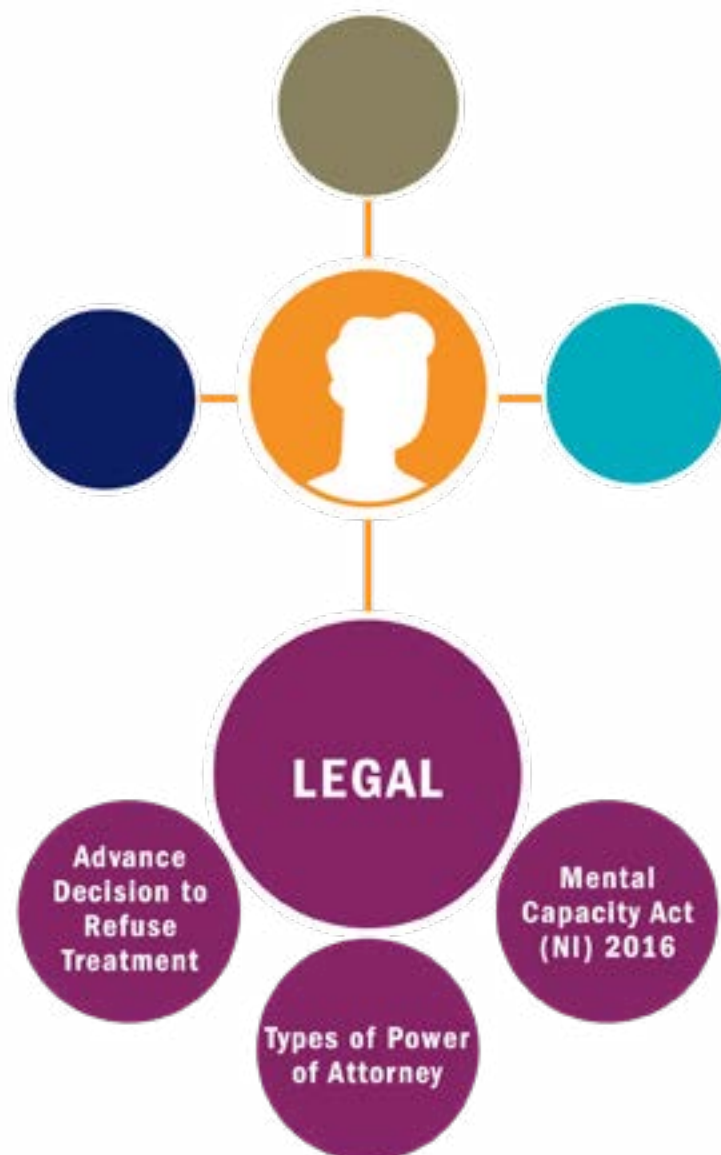 LEGAL
Advance
Decision to
Refuse
Treatment
Mental
Capacity Act
(NI) 2016
Types of Power
of Attorney